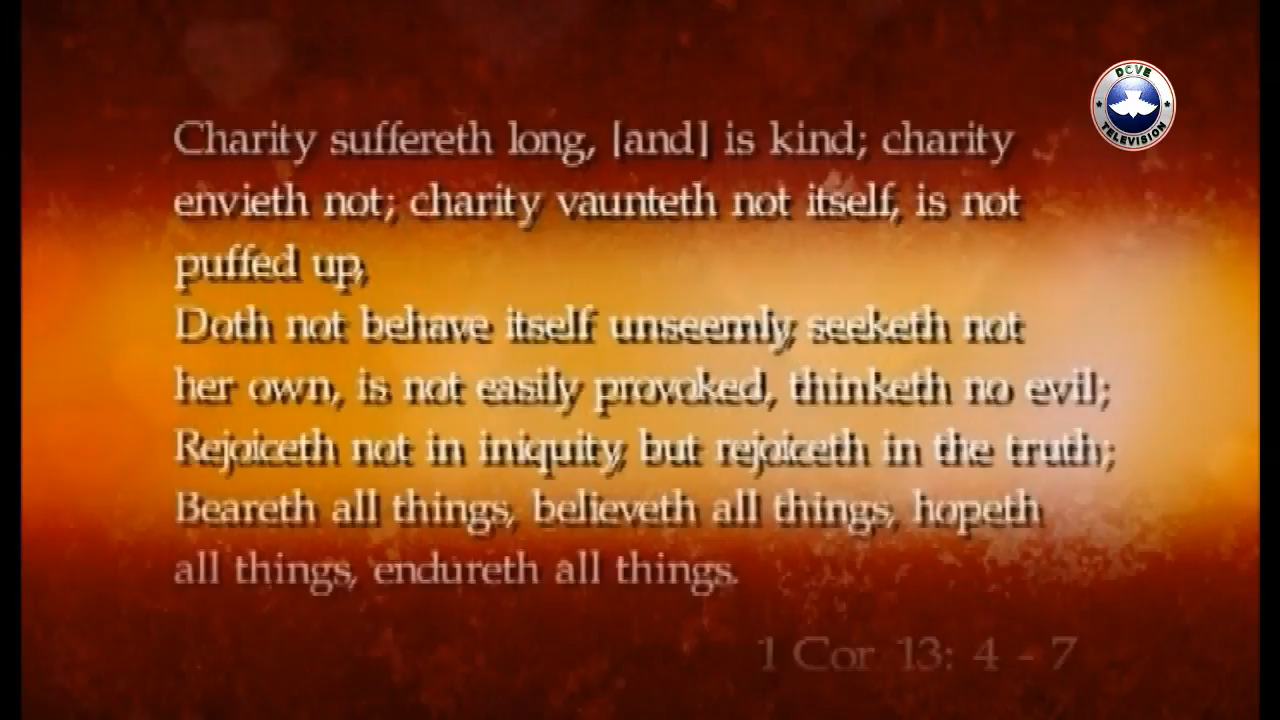 DOVE
TELEVISION
Charity suffereth long, [and] is kind; charity
envieth not; charity vaunteth not itself, is not
puffed up,
Doth not behave itself unseemly, seeketh not
her own, is not easily provoked, thinketh no evil;
Rejoiceth not in iniquity, but rejoiceth in the truth;
Beareth all things, believeth all things, hopeth
all things, endureth all things.
1 Cor 13: 4 - 7